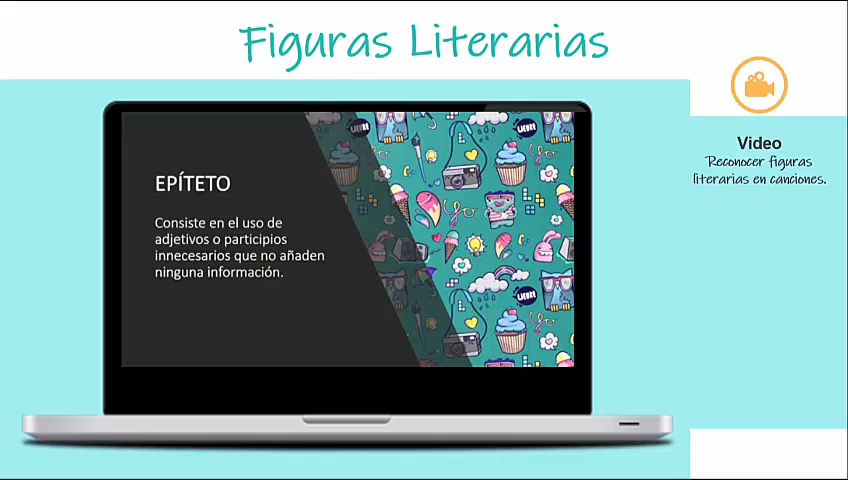 Figuras Literarias
EPÍTETO
Consiste en el uso de
adjetivos o participios
innecesarios que no añaden
ninguna información.
Video
Reconocer figuras
literarias en canciones.